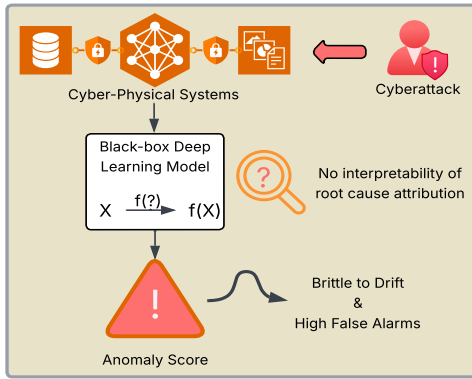 Cyber-Physical Systems
Cyberattack
!
Black-box Deep
Learning Model
X f(?) f(X)
?
No interpretability of
root cause attribution
!
Brittle to Drift
&
High False Alarms
Anomaly Score